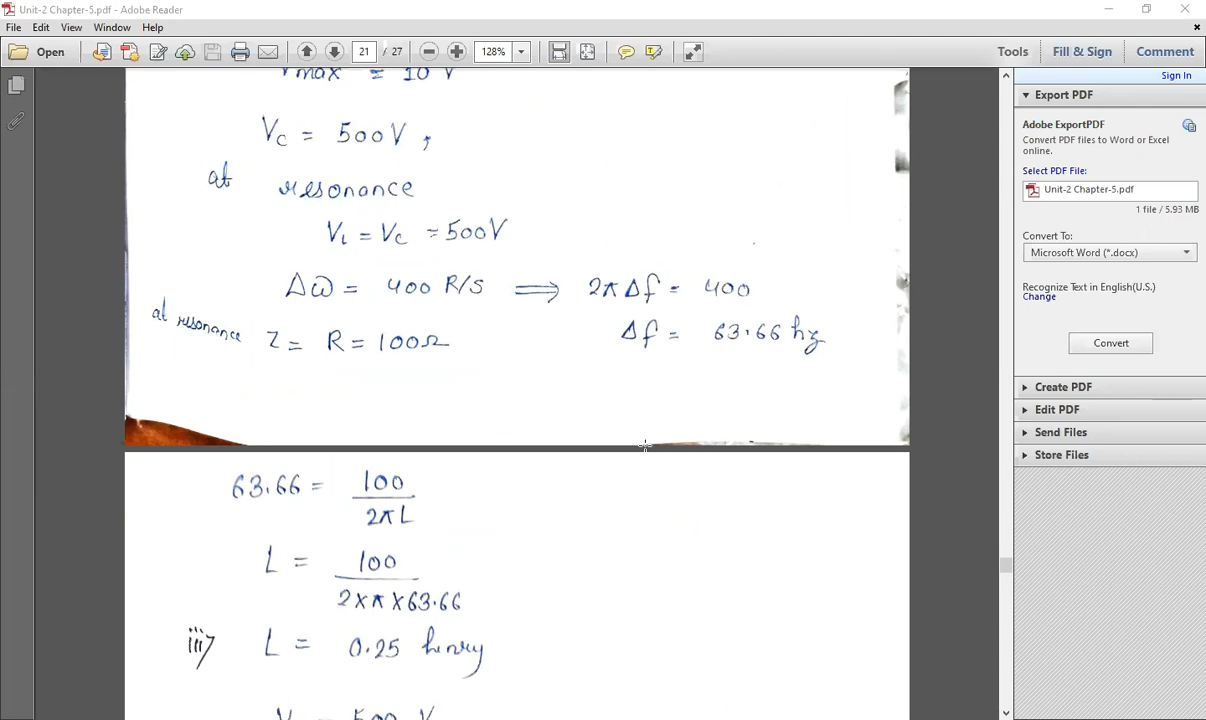 Unit-2 Chapter-5.pdf - Adobe Reader
File Edit View Window Help
Open 21 / 27 128% Tools Fill & Sign Comment
Sign In
Export PDF
Adobe ExportPDF
Convert PDF files to Word or Excel online.
Select PDF File:
Unit-2 Chapter-5.pdf
1 file / 5.93 MB
Convert To:
Microsoft Word (*.docx)
Recognize Text in English(U.S.)
Change
Convert
Create PDF
Edit PDF
Send Files
Store Files
Vmax = 10 V
Vc = 500V ,
at resonance
VL = Vc = 500V
Δω = 400 R/S ⟹ 2π Δf = 400
at resonance Z = R = 100Ω Δf = 63.66 hz
63.66 = 100 / 2πL
L = 100 / 2×π×63.66
iii) L = 0.25 henry
500 V